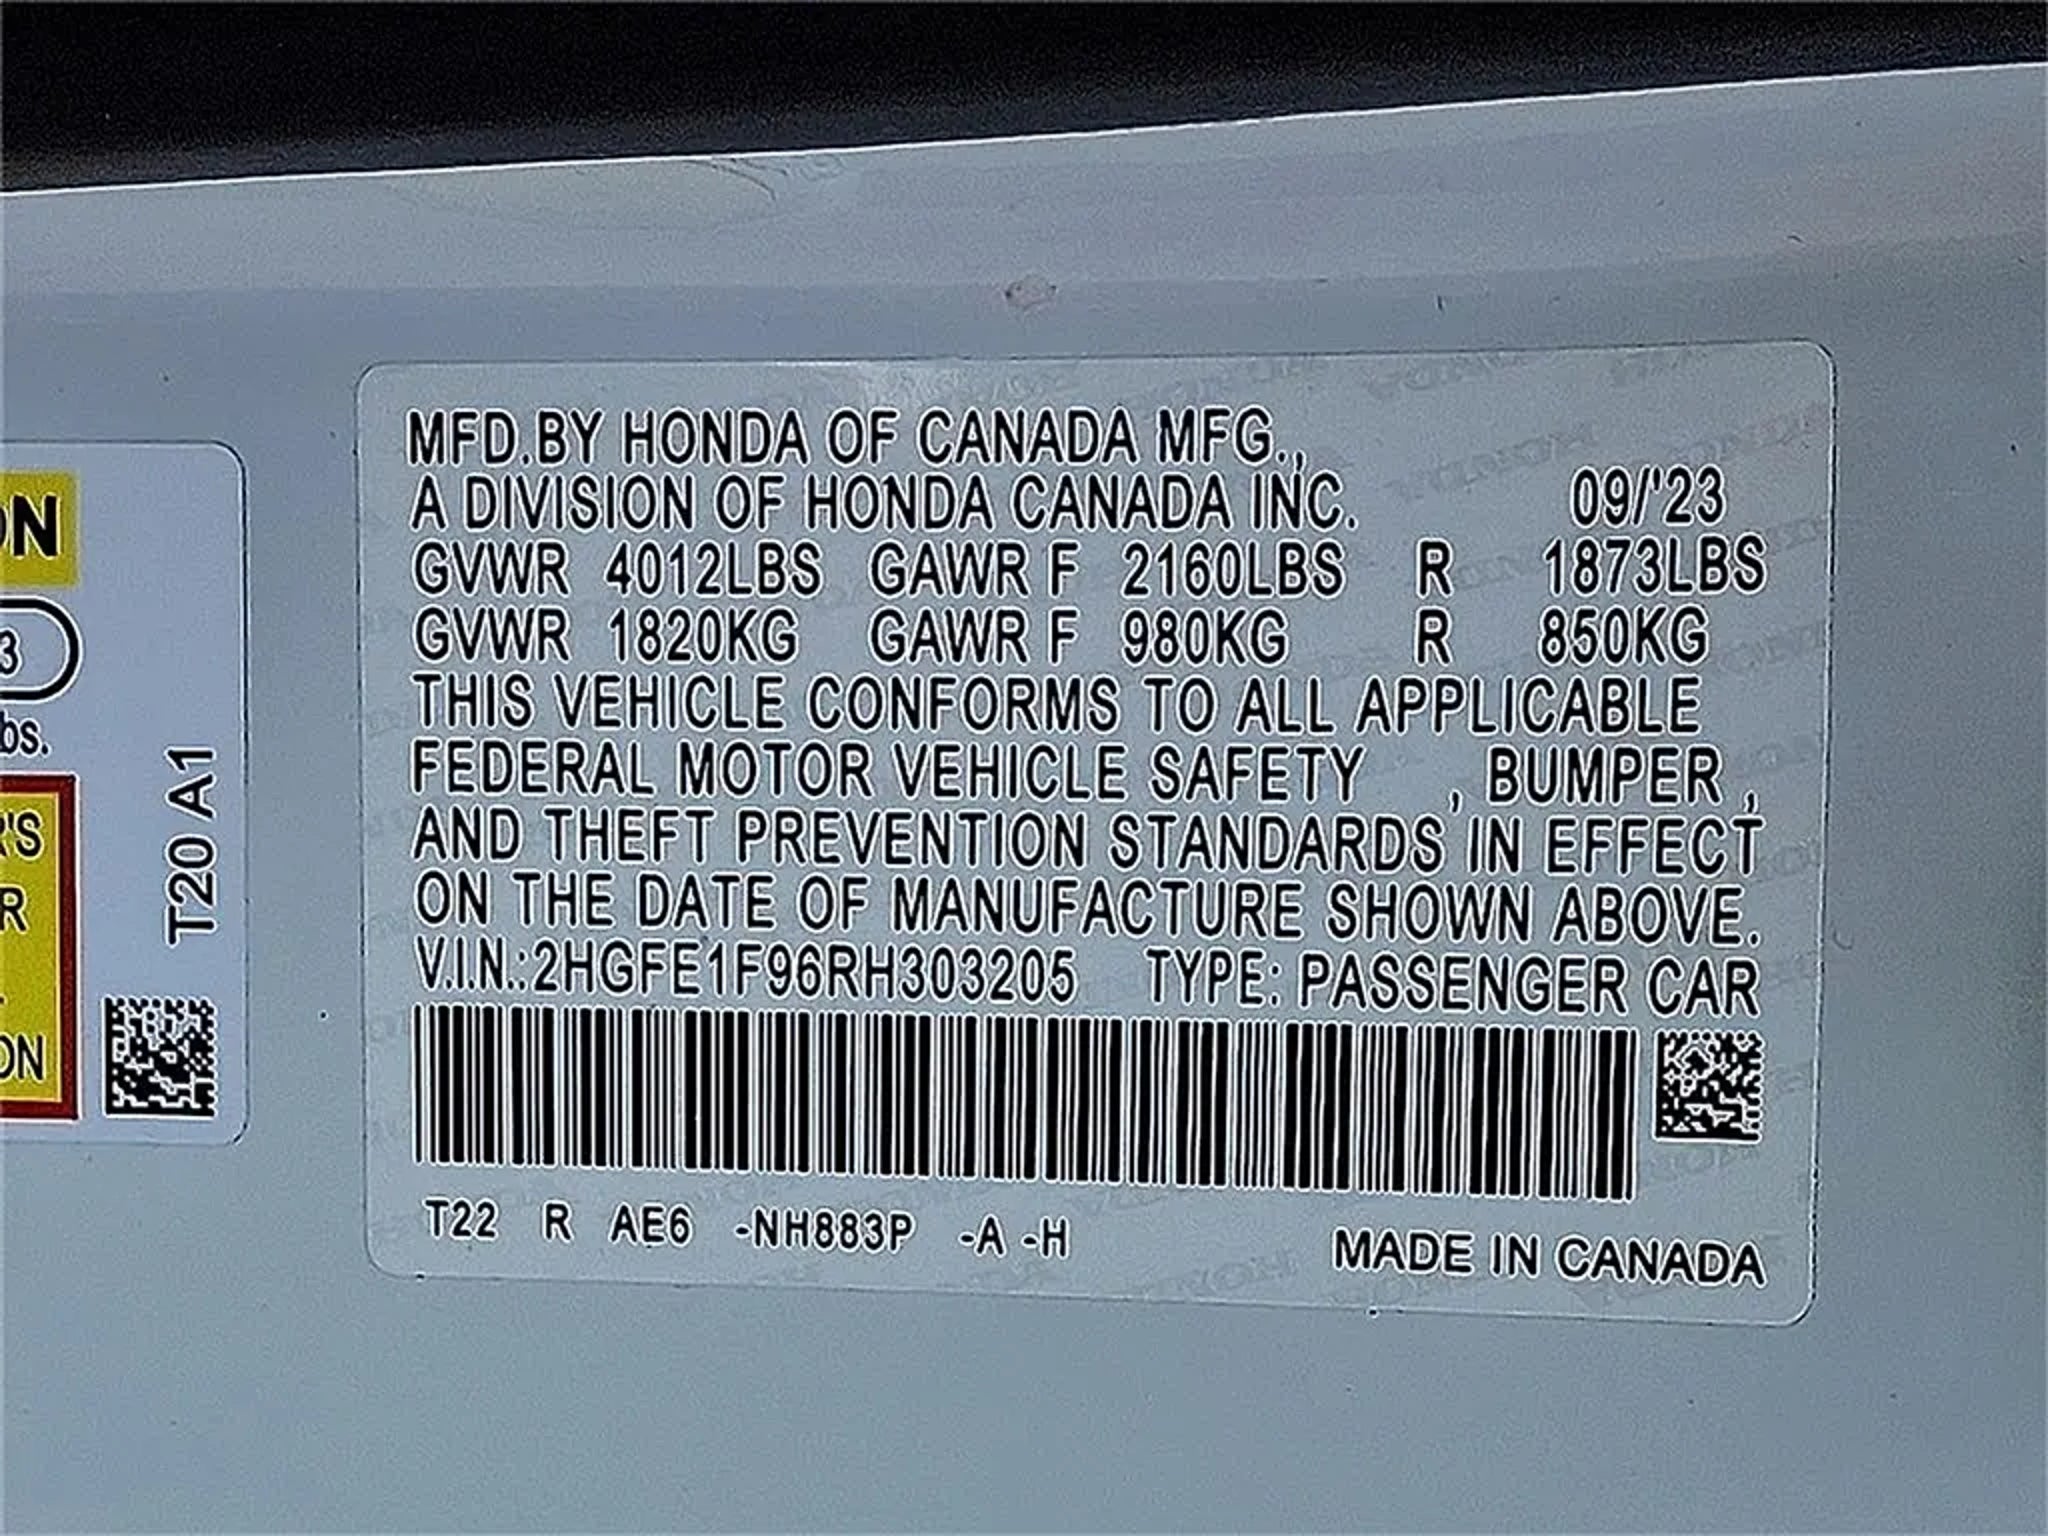 MFD.BY HONDA OF CANADA MFG.,
A DIVISION OF HONDA CANADA INC. 09/'23
GVWR 4012LBS GAWR F 2160LBS R 1873LBS
GVWR 1820KG GAWR F 980KG R 850KG
THIS VEHICLE CONFORMS TO ALL APPLICABLE
FEDERAL MOTOR VEHICLE SAFETY , BUMPER ,
AND THEFT PREVENTION STANDARDS IN EFFECT
ON THE DATE OF MANUFACTURE SHOWN ABOVE.
V.I.N.:2HGFE1F96RH303205 TYPE: PASSENGER CAR
T22 R AE6 -NH883P -A -H
MADE IN CANADA
T20 A1